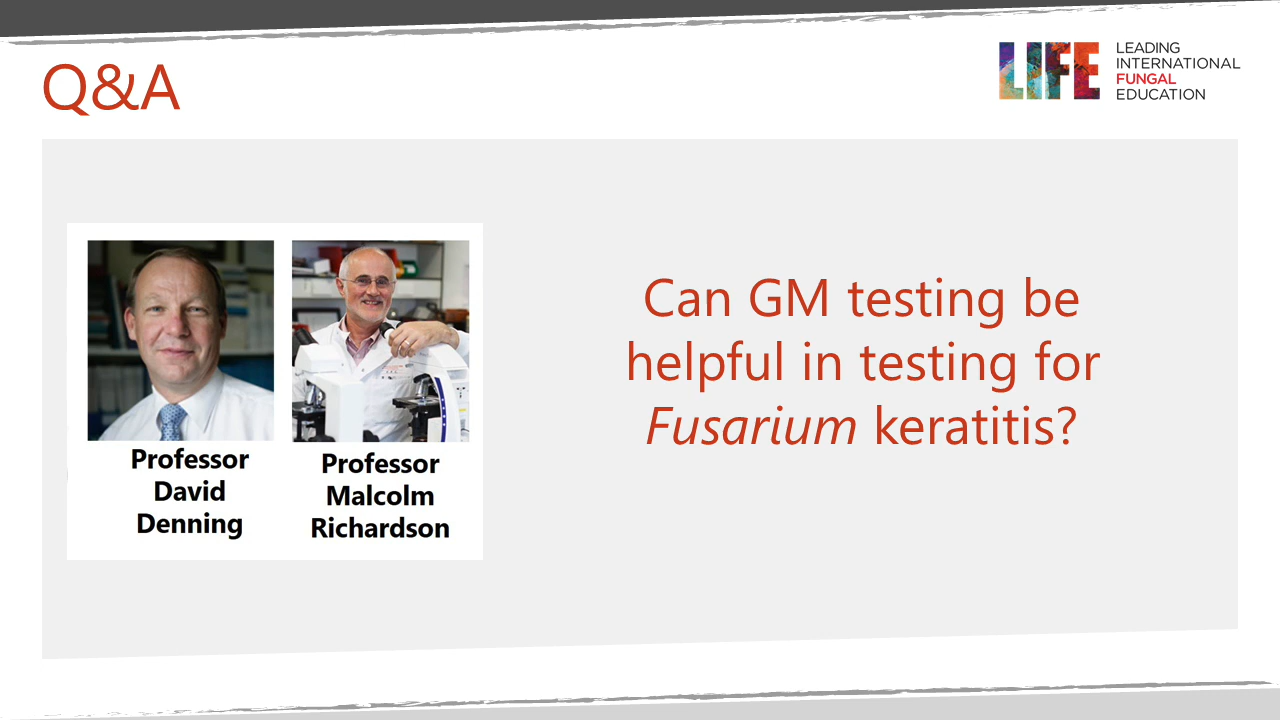 Q&A
LIFE
LEADING
INTERNATIONAL
FUNGAL
EDUCATION
Professor
David
Denning
Professor
Malcolm
Richardson
Can GM testing be
helpful in testing for
Fusarium keratitis?